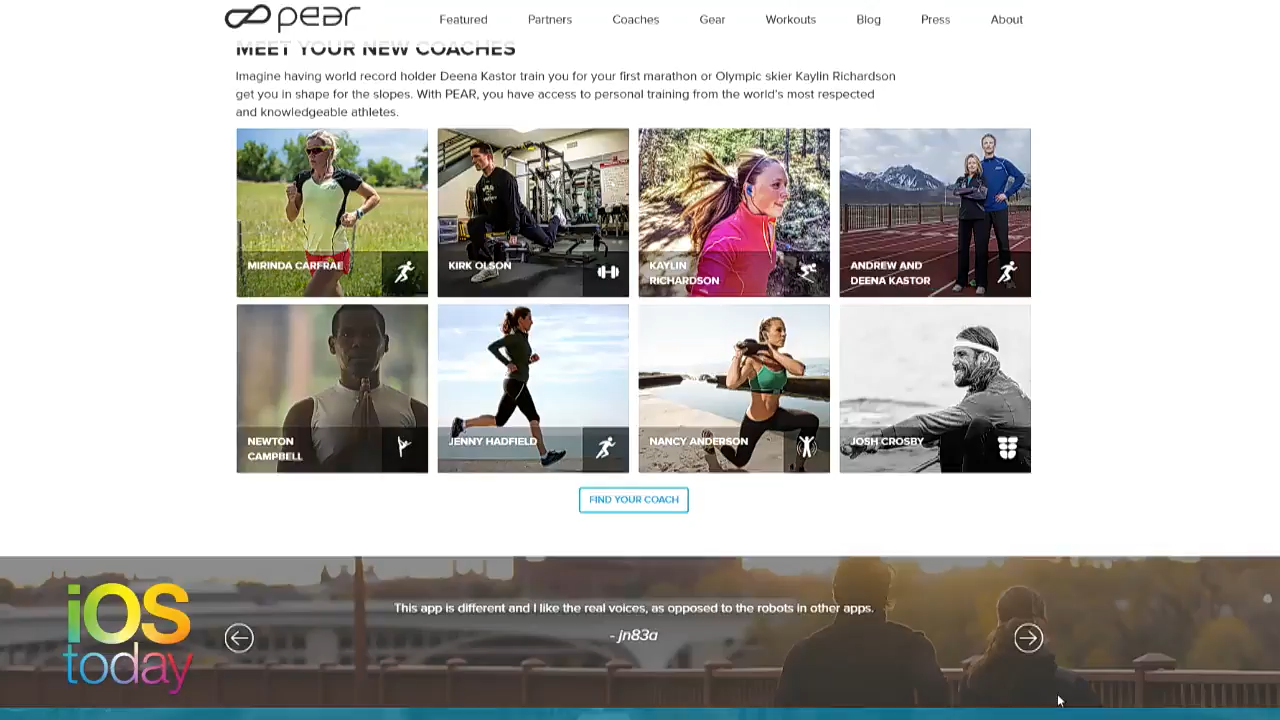 pear
Featured Partners Coaches Gear Workouts Blog Press About
MEET YOUR NEW COACHES
Imagine having world record holder Deena Kastor train you for your first marathon or Olympic skier Kaylin Richardson
get you in shape for the slopes. With PEAR, you have access to personal training from the world's most respected
and knowledgeable athletes.
MIRINDA CARFRAE
KIRK OLSON
KAYLIN
RICHARDSON
ANDREW AND
DEENA KASTOR
NEWTON
CAMPBELL
JENNY HADFIELD
NANCY ANDERSON
JOSH CROSBY
FIND YOUR COACH
This app is different and I like the real voices, as opposed to the robots in other apps.
- jn83a
iOS
today